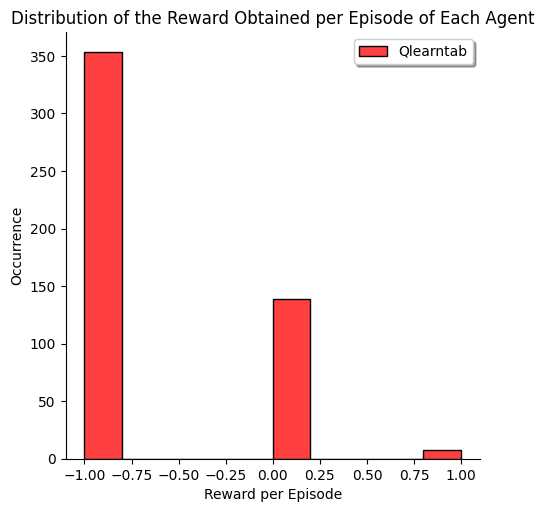 Distribution of the Reward Obtained per Episode of Each Agent
Qlearntab
350
300
250
200
150
100
50
0
Occurrence
−1.00 −0.75 −0.50 −0.25 0.00 0.25 0.50 0.75 1.00
Reward per Episode